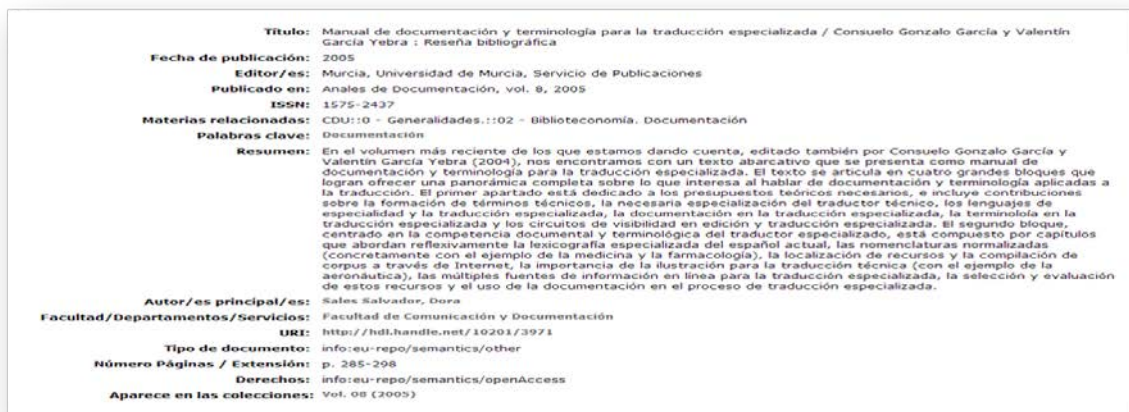 Título: Manual de documentación y terminología para la traducción especializada / Consuelo Gonzalo García y Valentín
García Yebra : Reseña bibliográfica
Fecha de publicación: 2005
Editor/es: Murcia, Universidad de Murcia, Servicio de Publicaciones
Publicado en: Anales de Documentación, vol. 8, 2005
ISSN: 1575-2437
Materias relacionadas: CDU::0 - Generalidades.::02 - Biblioteconomía. Documentación
Palabras clave: Documentación
Resumen: En el volumen más reciente de los que estamos dando cuenta, editado también por Consuelo Gonzalo García y
Valentín García Yebra (2004), nos encontramos con un texto abarcativo que se presenta como manual de
documentación y terminología para la traducción especializada. El texto se articula en cuatro grandes bloques que
logran ofrecer una panorámica completa sobre lo que interesa al hablar de documentación y terminología aplicadas a
la traducción. El primer apartado está dedicado a los presupuestos teóricos necesarios, e incluye contribuciones
sobre la formación de términos técnicos, la necesaria especialización del traductor técnico, los lenguajes de
especialidad y la traducción especializada, la documentación en la traducción especializada, la terminoloía en la
traducción especializada y los circuitos de visibilidad en edición y traducción especializada. El segundo bloque,
centrado en la competencia documental y terminológica del traductor especializado, está compuesto por capítulos
que abordan reflexivamente la lexicografía especializada del español actual, las nomenclaturas normalizadas
(concretamente con el ejemplo de la medicina y la farmacología), la localización de recursos y la compilación de
corpus a través de Internet, la importancia de la ilustración para la traducción técnica (con el ejemplo de la
aeronáutica), las múltiples fuentes de información en línea para la traducción especializada, la selección y evaluación
de estos recursos y el uso de la documentación en el proceso de traducción especializada.
Autor/es principal/es: Sales Salvador, Dora
Facultad/Departamentos/Servicios: Facultad de Comunicación y Documentación
URI: http://hdl.handle.net/10201/3971
Tipo de documento: info:eu-repo/semantics/other
Número Páginas / Extensión: p. 285-298
Derechos: info:eu-repo/semantics/openAccess
Aparece en las colecciones: Vol. 08 (2005)